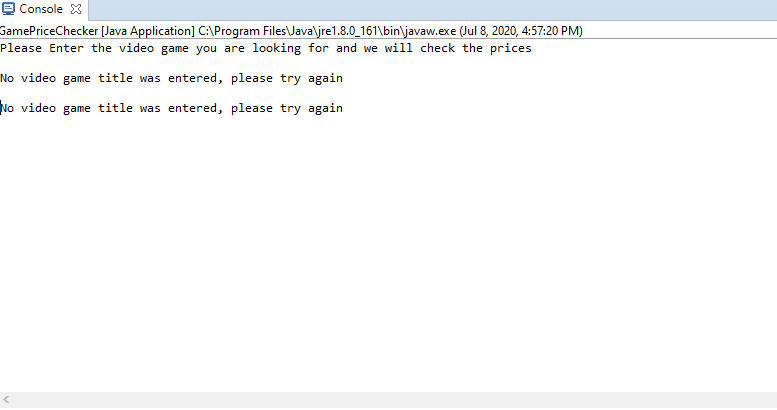 Console
GamePriceChecker [Java Application] C:\Program Files\Java\jre1.8.0_161\bin\javaw.exe (Jul 8, 2020, 4:57:20 PM)
Please Enter the video game you are looking for and we will check the prices
No video game title was entered, please try again
No video game title was entered, please try again